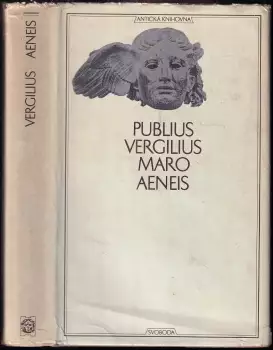 VERGILIUS AENEIS
ANTICKÁ KNIHOVNA
PUBLIUS
VERGILIUS
MARO
AENEIS
SVOBODA